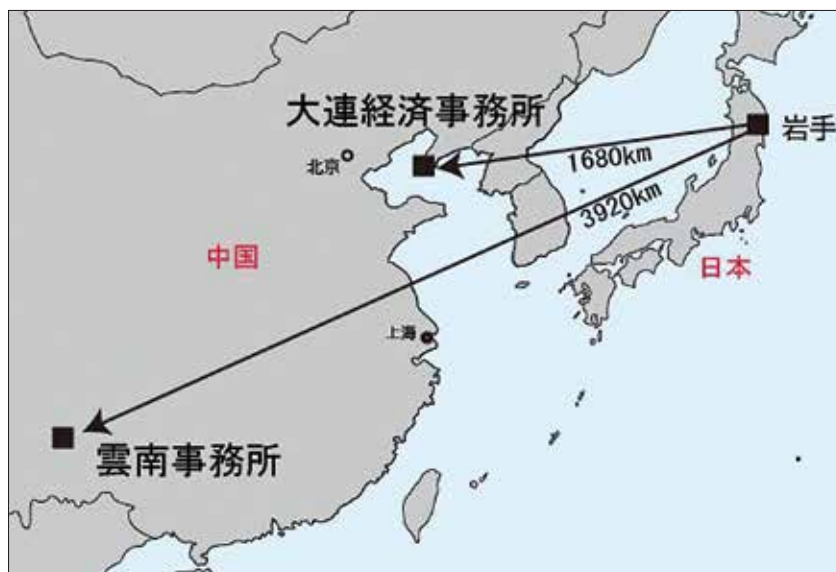 大連経済事務所
岩手
北京
1680km
3920km
中国
日本
上海
雲南事務所